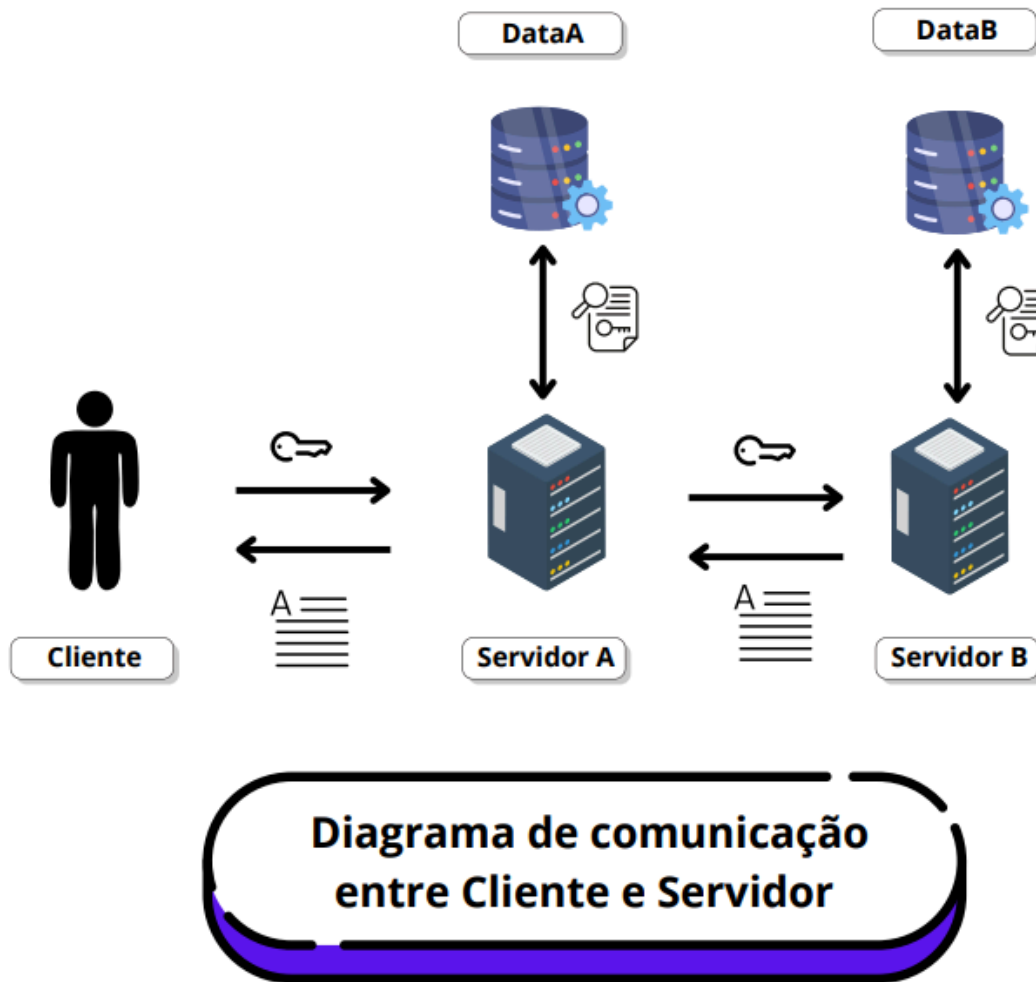 DataA
DataB
A
A
Cliente
Servidor A
Servidor B
Diagrama de comunicação
entre Cliente e Servidor